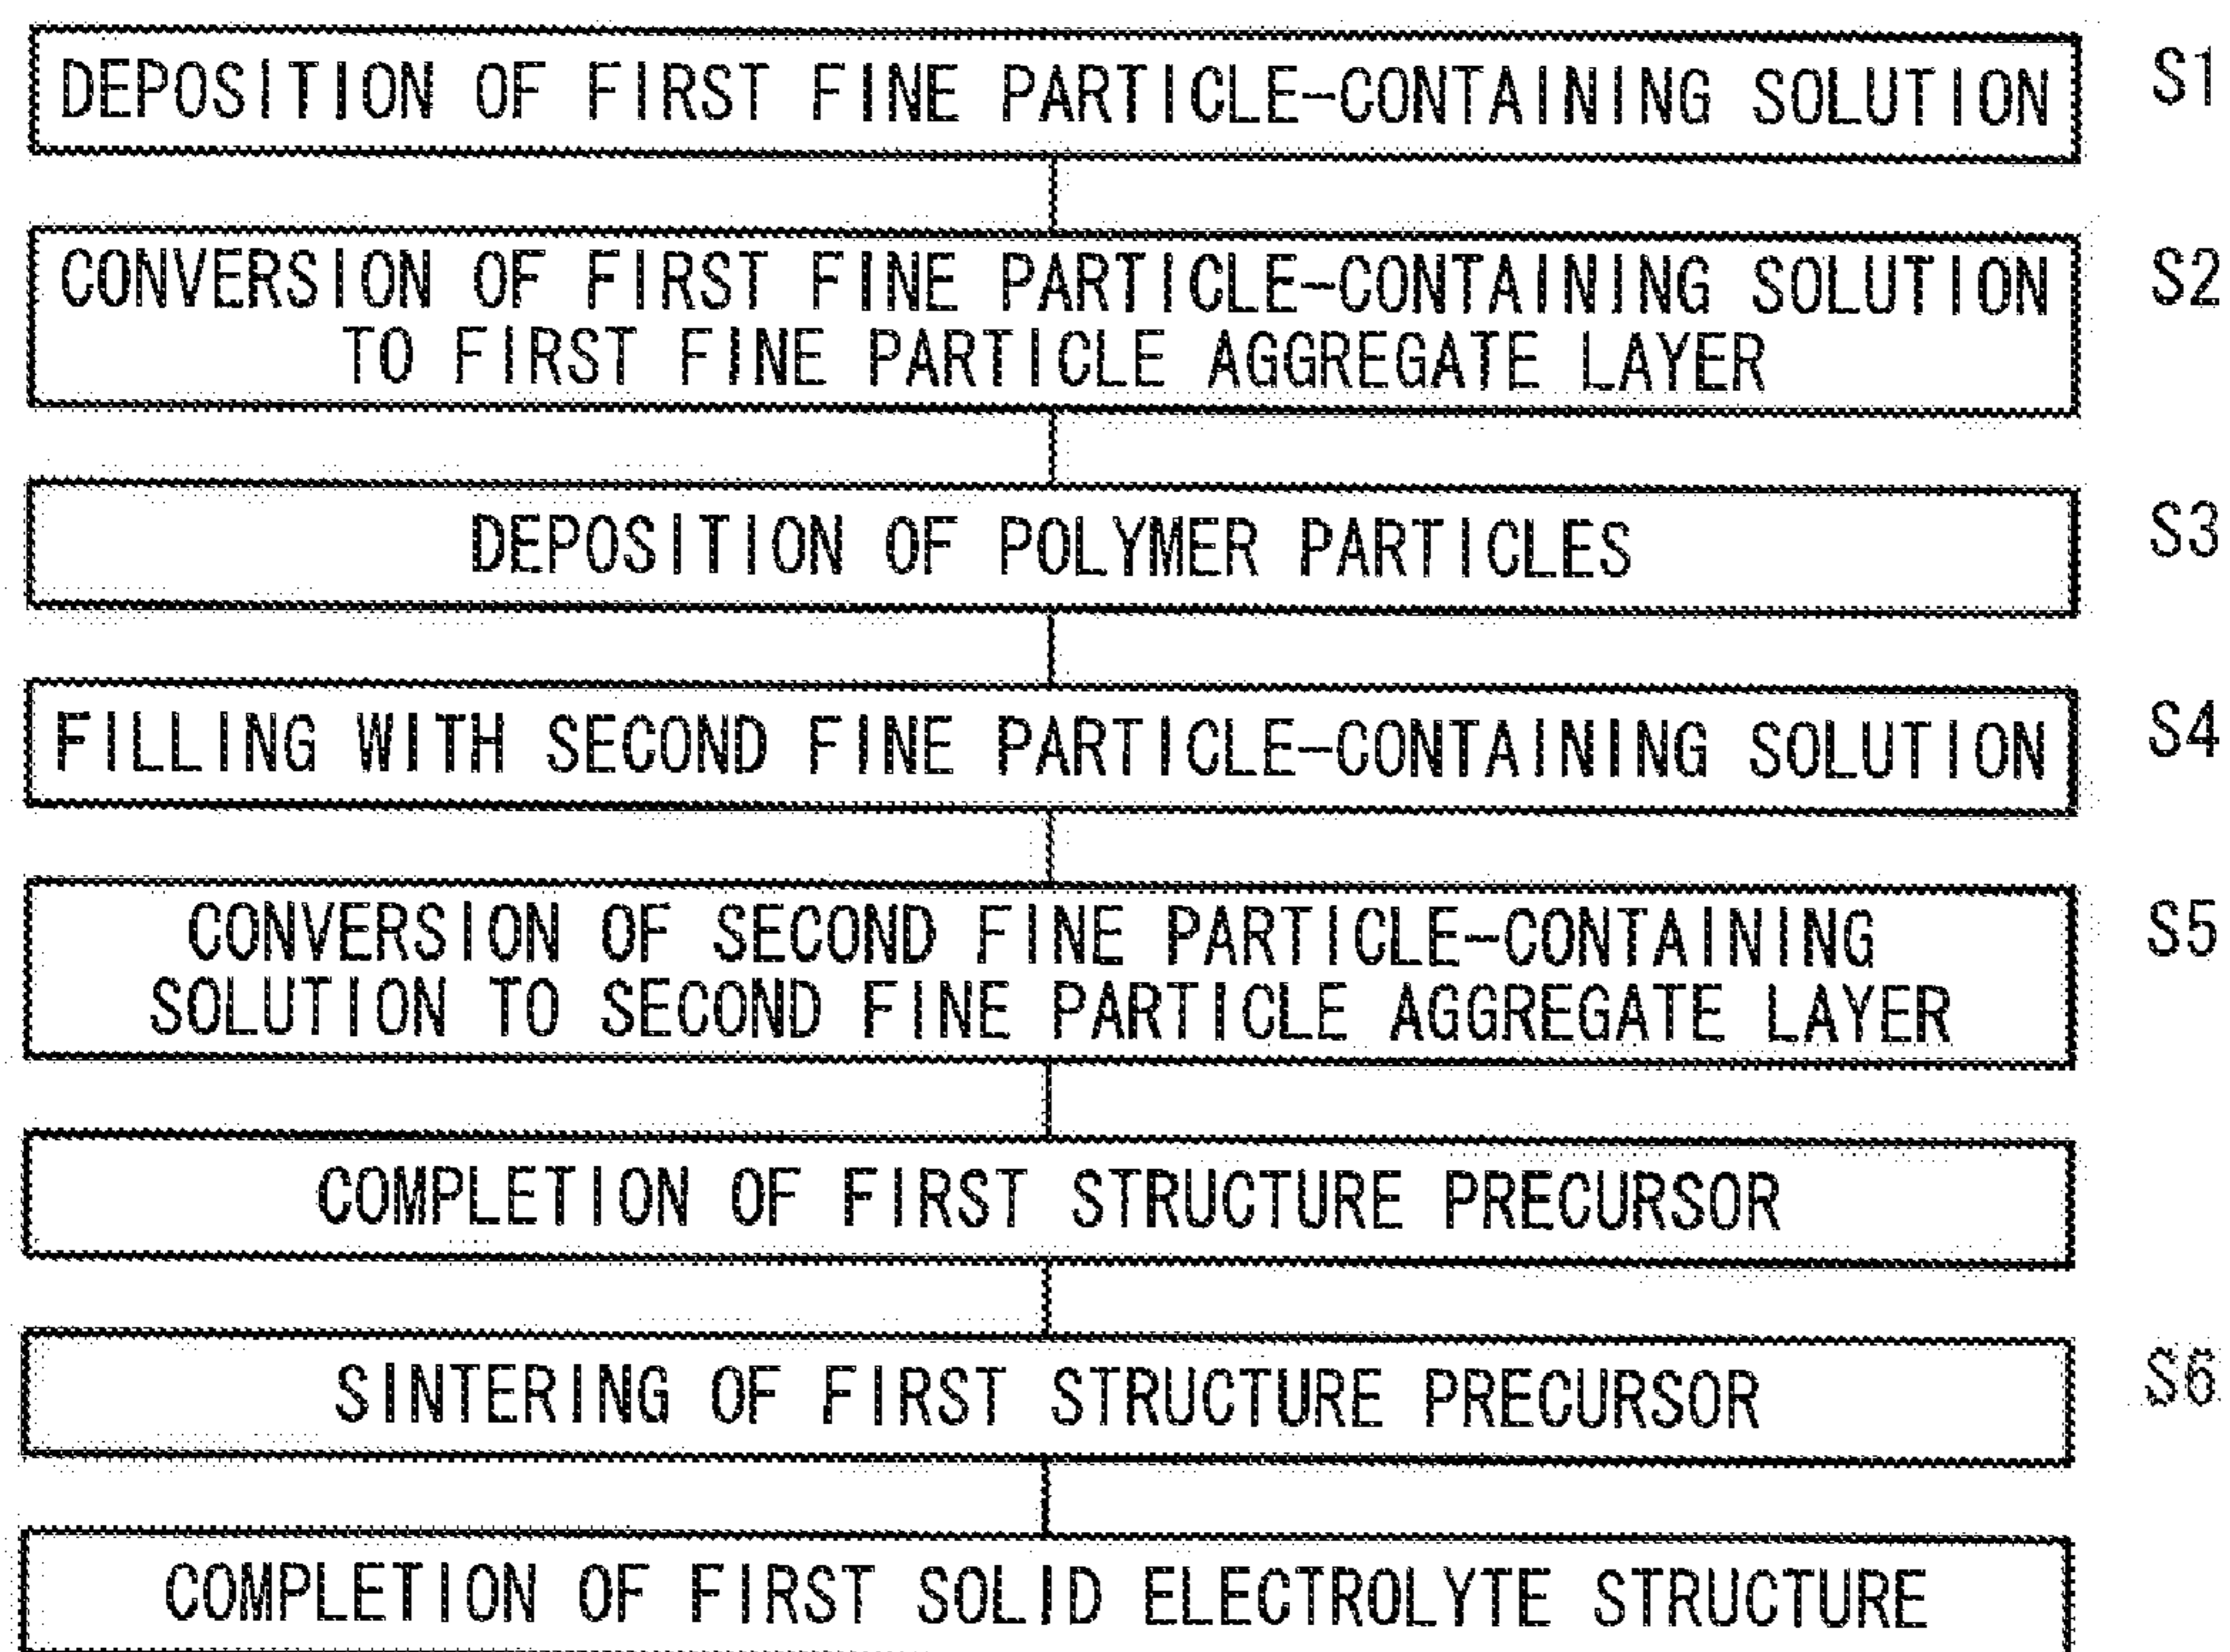 DEPOSITION OF FIRST FINE PARTICLE-CONTAINING SOLUTION S1
CONVERSION OF FIRST FINE PARTICLE-CONTAINING SOLUTION S2
TO FIRST FINE PARTICLE AGGREGATE LAYER
DEPOSITION OF POLYMER PARTICLES S3
FILLING WITH SECOND FINE PARTICLE-CONTAINING SOLUTION S4
CONVERSION OF SECOND FINE PARTICLE-CONTAINING S5
SOLUTION TO SECOND FINE PARTICLE AGGREGATE LAYER
COMPLETION OF FIRST STRUCTURE PRECURSOR
SINTERING OF FIRST STRUCTURE PRECURSOR S6
COMPLETION OF FIRST SOLID ELECTROLYTE STRUCTURE